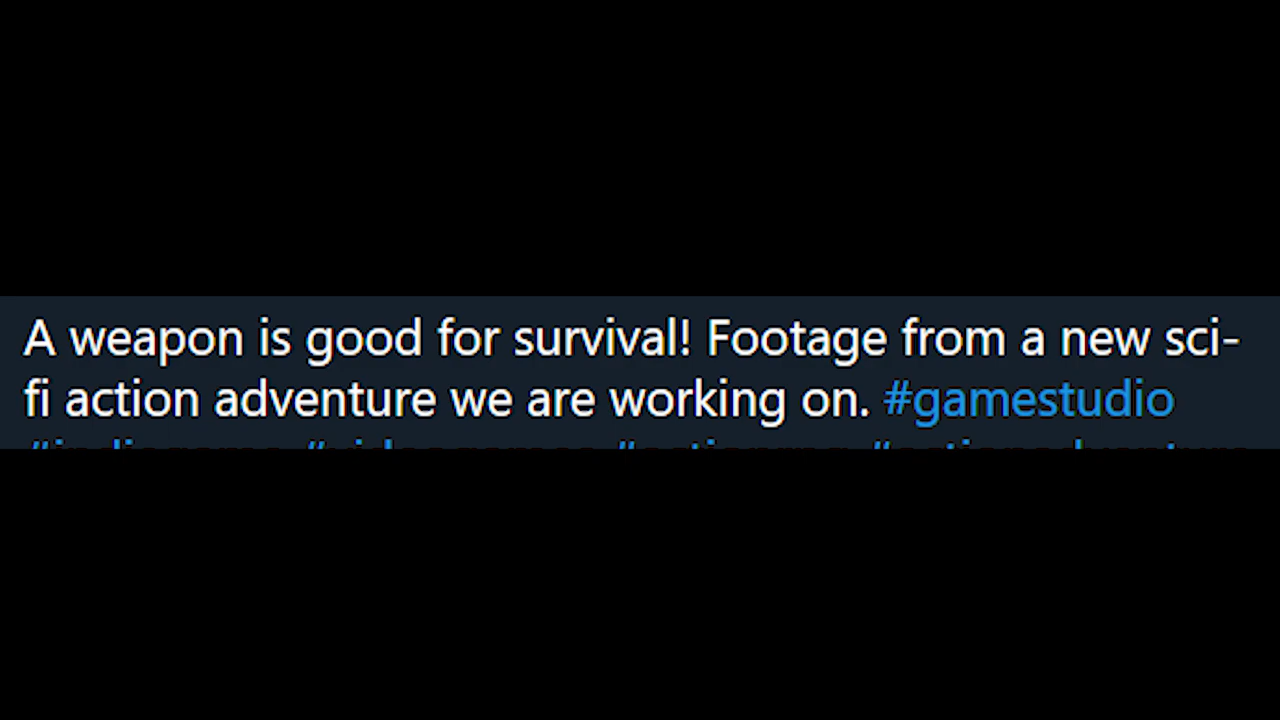 A weapon is good for survival! Footage from a new sci-
fi action adventure we are working on. #gamestudio